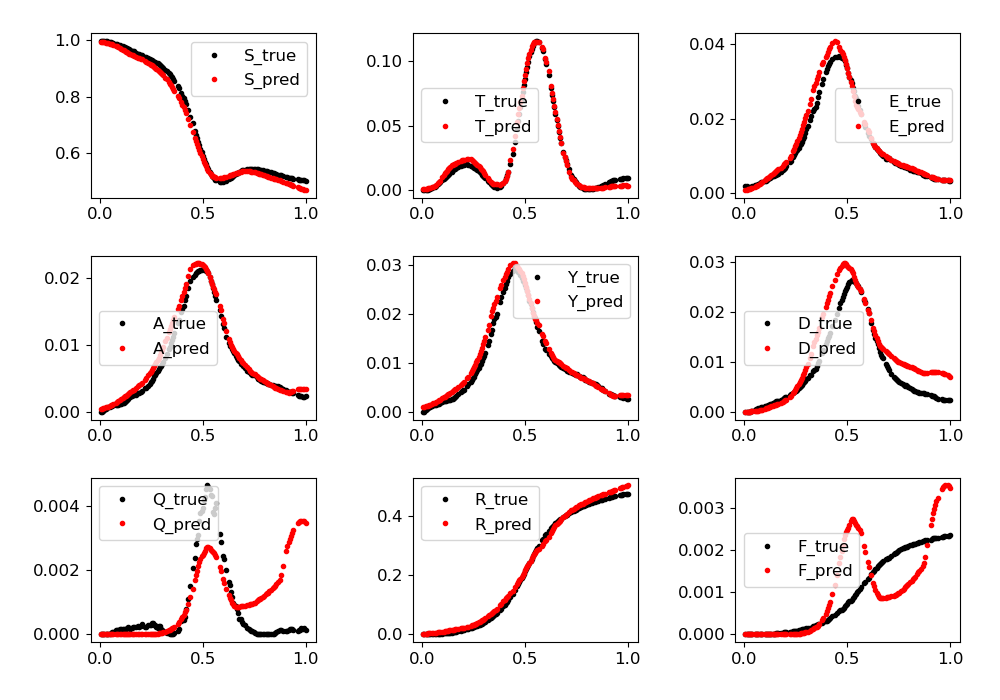 1.0
0.8
0.6
0.0 0.5 1.0
S_true
S_pred
0.10
0.05
0.00
0.0 0.5 1.0
T_true
T_pred
0.04
0.02
0.00
0.0 0.5 1.0
E_true
E_pred
0.02
0.01
0.00
0.0 0.5 1.0
A_true
A_pred
0.03
0.02
0.01
0.00
0.0 0.5 1.0
Y_true
Y_pred
0.03
0.02
0.01
0.00
0.0 0.5 1.0
D_true
D_pred
0.004
0.002
0.000
0.0 0.5 1.0
Q_true
Q_pred
0.4
0.2
0.0
0.0 0.5 1.0
R_true
R_pred
0.003
0.002
0.001
0.000
0.0 0.5 1.0
F_true
F_pred